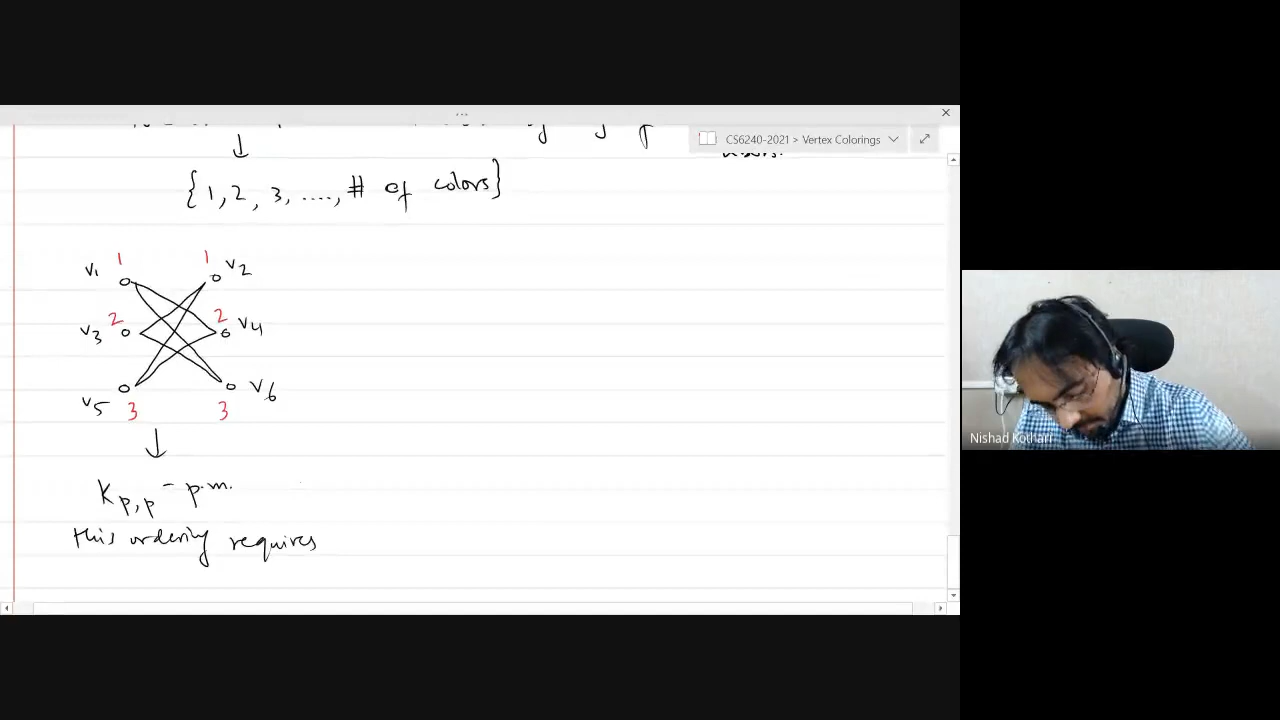 CS6240-2021 > Vertex Colorings
{1, 2, 3, ...., # of colors}
1 1
v1 v2
2 2
v3 v4
v5 v6
3 3
Kp,p - p.m.
this ordering requires
Nishad Kothari